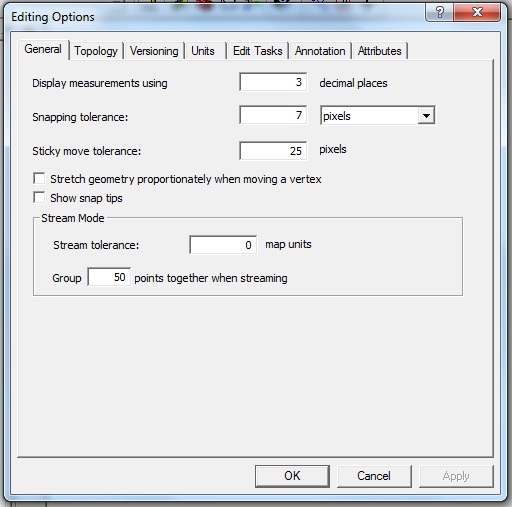 Editing Options
General Topology Versioning Units Edit Tasks Annotation Attributes
Display measurements using 3 decimal places
Snapping tolerance: 7 pixels
Sticky move tolerance: 25 pixels
Stretch geometry proportionately when moving a vertex
Show snap tips
Stream Mode
Stream tolerance: 0 map units
Group 50 points together when streaming
OK Cancel Apply